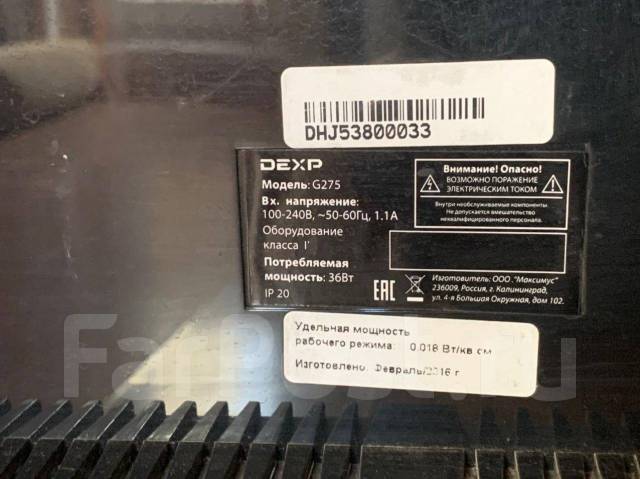 DHJ53800033
DEXP
Модель: G275
Вх. напряжение:
100-240В, ~50-60Гц, 1.1А
Оборудование
класса I'
Потребляемая
мощность: 36Вт
IP 20
Внимание! Опасно!
ВОЗМОЖНО ПОРАЖЕНИЕ
ЭЛЕКТРИЧЕСКИМ ТОКОМ
Внутри необслуживаемые компоненты.
Не допускается вмешательство
неквалифицированного персонала.
EAC
Изготовитель: ООО "Максимус"
236009, Россия, г. Калининград,
ул. 4-я Большая Окружная, дом 102.
Удельная мощность
рабочего режима: 0.018 Вт/кв см
Изготовлено: Февраль/2016 г
FarPost.ru